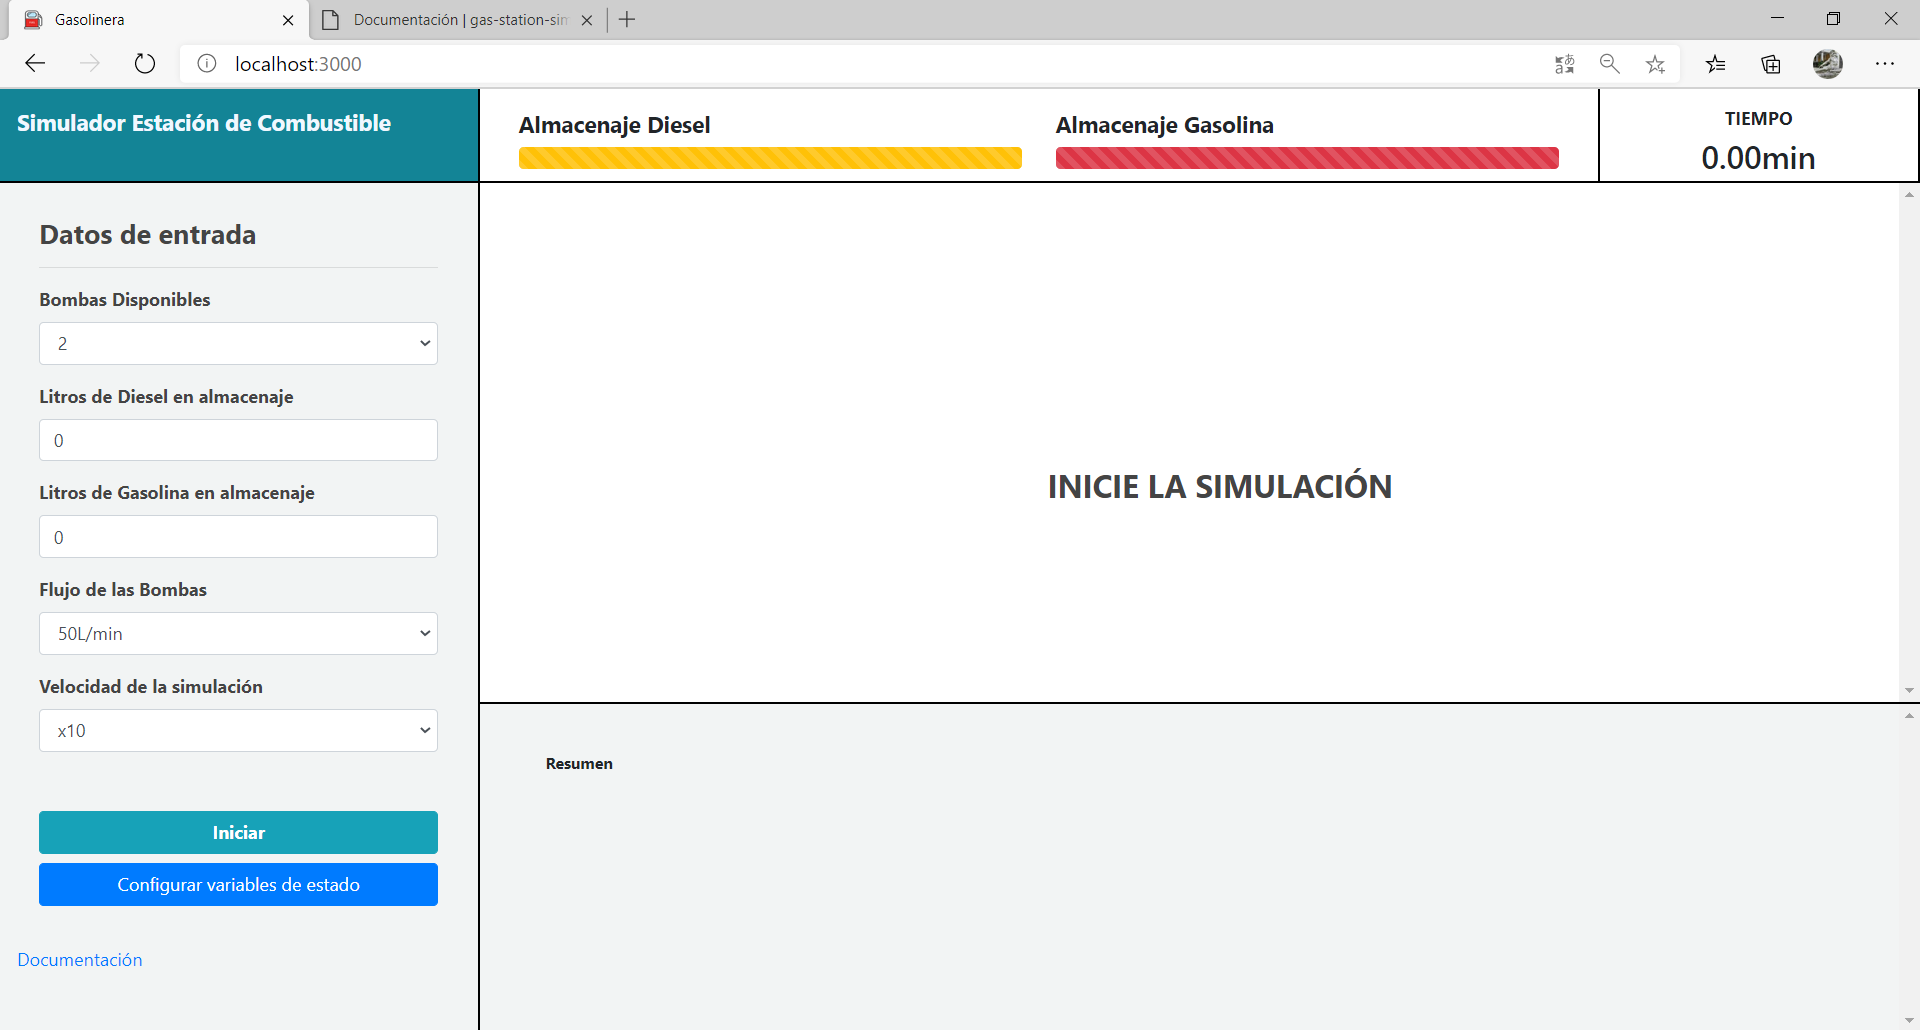 Gasolinera
Documentación | gas-station-sim
localhost:3000
Simulador Estación de Combustible
Almacenaje Diesel
Almacenaje Gasolina
TIEMPO
0.00min
Datos de entrada
Bombas Disponibles
2
Litros de Diesel en almacenaje
0
Litros de Gasolina en almacenaje
0
Flujo de las Bombas
50L/min
Velocidad de la simulación
x10
Iniciar
Configurar variables de estado
Documentación
INICIE LA SIMULACIÓN
Resumen